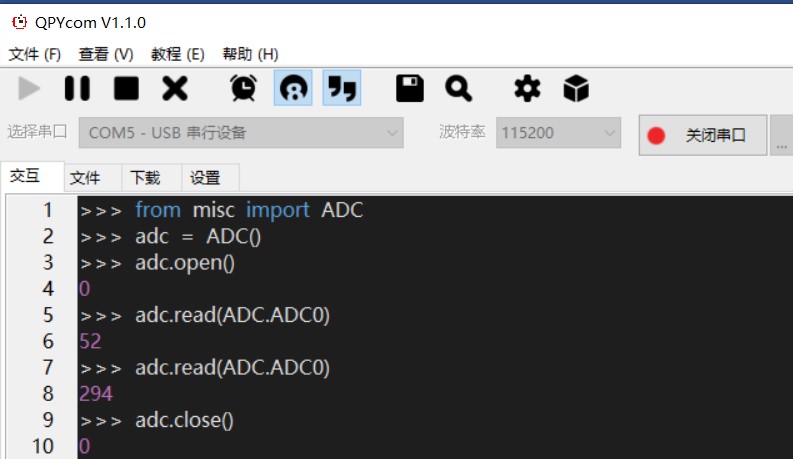 QPYcom V1.1.0
文件 (F) 查看 (V) 教程 (E) 帮助 (H)
选择串口 COM5 - USB 串行设备 波特率 115200 关闭串口 ...
交互 文件 下载 设置
1 >>> from misc import ADC
2 >>> adc = ADC()
3 >>> adc.open()
4 0
5 >>> adc.read(ADC.ADC0)
6 52
7 >>> adc.read(ADC.ADC0)
8 294
9 >>> adc.close()
10 0